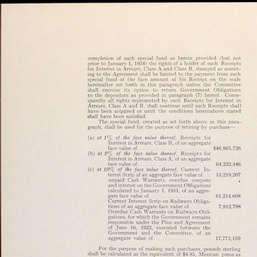 completion of such special fund as herein provided (but not
prior to January 1, 1934) the rights of a holder of such Receipts
for Interest in Arrears, Class A and Class B, stamped as assent-
ing to the Agreement shall be limited to the payment from such
special fund of the face amount of his Receipt on the scale
hereinafter set forth in this paragraph unless the Committee
shall exercise its option to return Government Obligations
to the depositors as provided in paragraph (7) hereof. Conse-
quently all rights represented by such Receipts for Interest in
Arrears, Class A and B, shall continue until such Receipts shall
have been acquired or until the conditions hereinabove stated
shall have been satisfied.
The special fund, created as set forth above in this para-
graph, shall be used for the purpose of retiring by purchase—
(a) at 1% of the face value thereof, Receipts for
Interest in Arrears, Class B, of an aggregate
face value of
(b) at 2% of the face value thereof, Receipts for
Interest in Arrears, Class A, of an aggregate
face value of 64,333,446
(c) at 10% of the face value thereof, Current In-
terest Scrip of an aggregate face value of
unpaid Cash Warrants, overdue coupons
and interest on the Government Obligations
calculated to January 1, 1931, of an aggre-
gate face value of 61,214,608
Current Interest Scrip on Railways Obliga-
tions of an aggregate face value of 7,812,798
Overdue Cash Warrants on Railways Obli-
gations, for which the Government remains
responsible under the Plan and Agreement
of June 16, 1922, executed between the
Government and the Committee, of an
aggregate value of 17,772,159
For the purpose of making such purchases, pounds sterling
shall be calculated as the equivalent of $4.85, Mexican pesos as